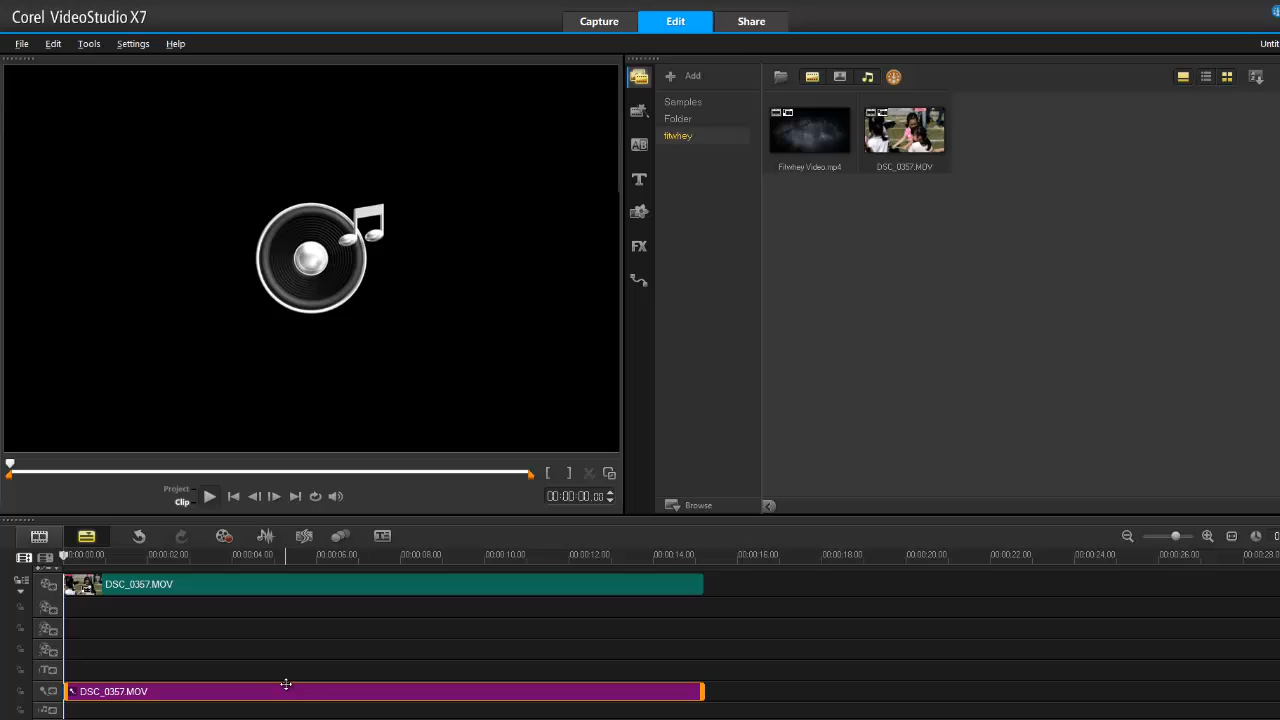 Corel VideoStudio X7
Capture Edit Share
File Edit Tools Settings Help
Untit
Add
Samples
Folder
fitwhey
Fitwhey Video.mp4 DSC_0357.MOV
AB
T
FX
Project
Clip
00:00:00.00
Browse
00:00:00.00 00:00:02.00 00:00:04.00 00:00:06.00 00:00:08.00 00:00:10.00 00:00:12.00 00:00:14.00 00:00:16.00 00:00:18.00 00:00:20.00 00:00:22.00 00:00:24.00 00:00:26.00 00:00:28.0
DSC_0357.MOV
DSC_0357.MOV